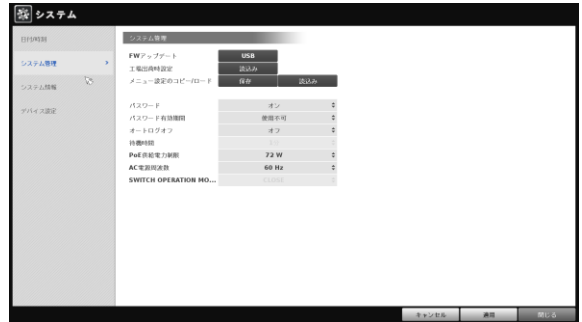 システム
日付/時刻
システム管理
システム情報
デバイス設定
システム管理
FWアップデート USB
工場出荷時設定 読込み
メニュー設定のコピー/ロード 保存 読込み
パスワード オン
パスワード有効期間 使用不可
オートログオフ オフ
待機時間
PoE供給電力制限 72 W
AC電源周波数 60 Hz
SWITCH OPERATION MO...
キャンセル 適用 閉じる